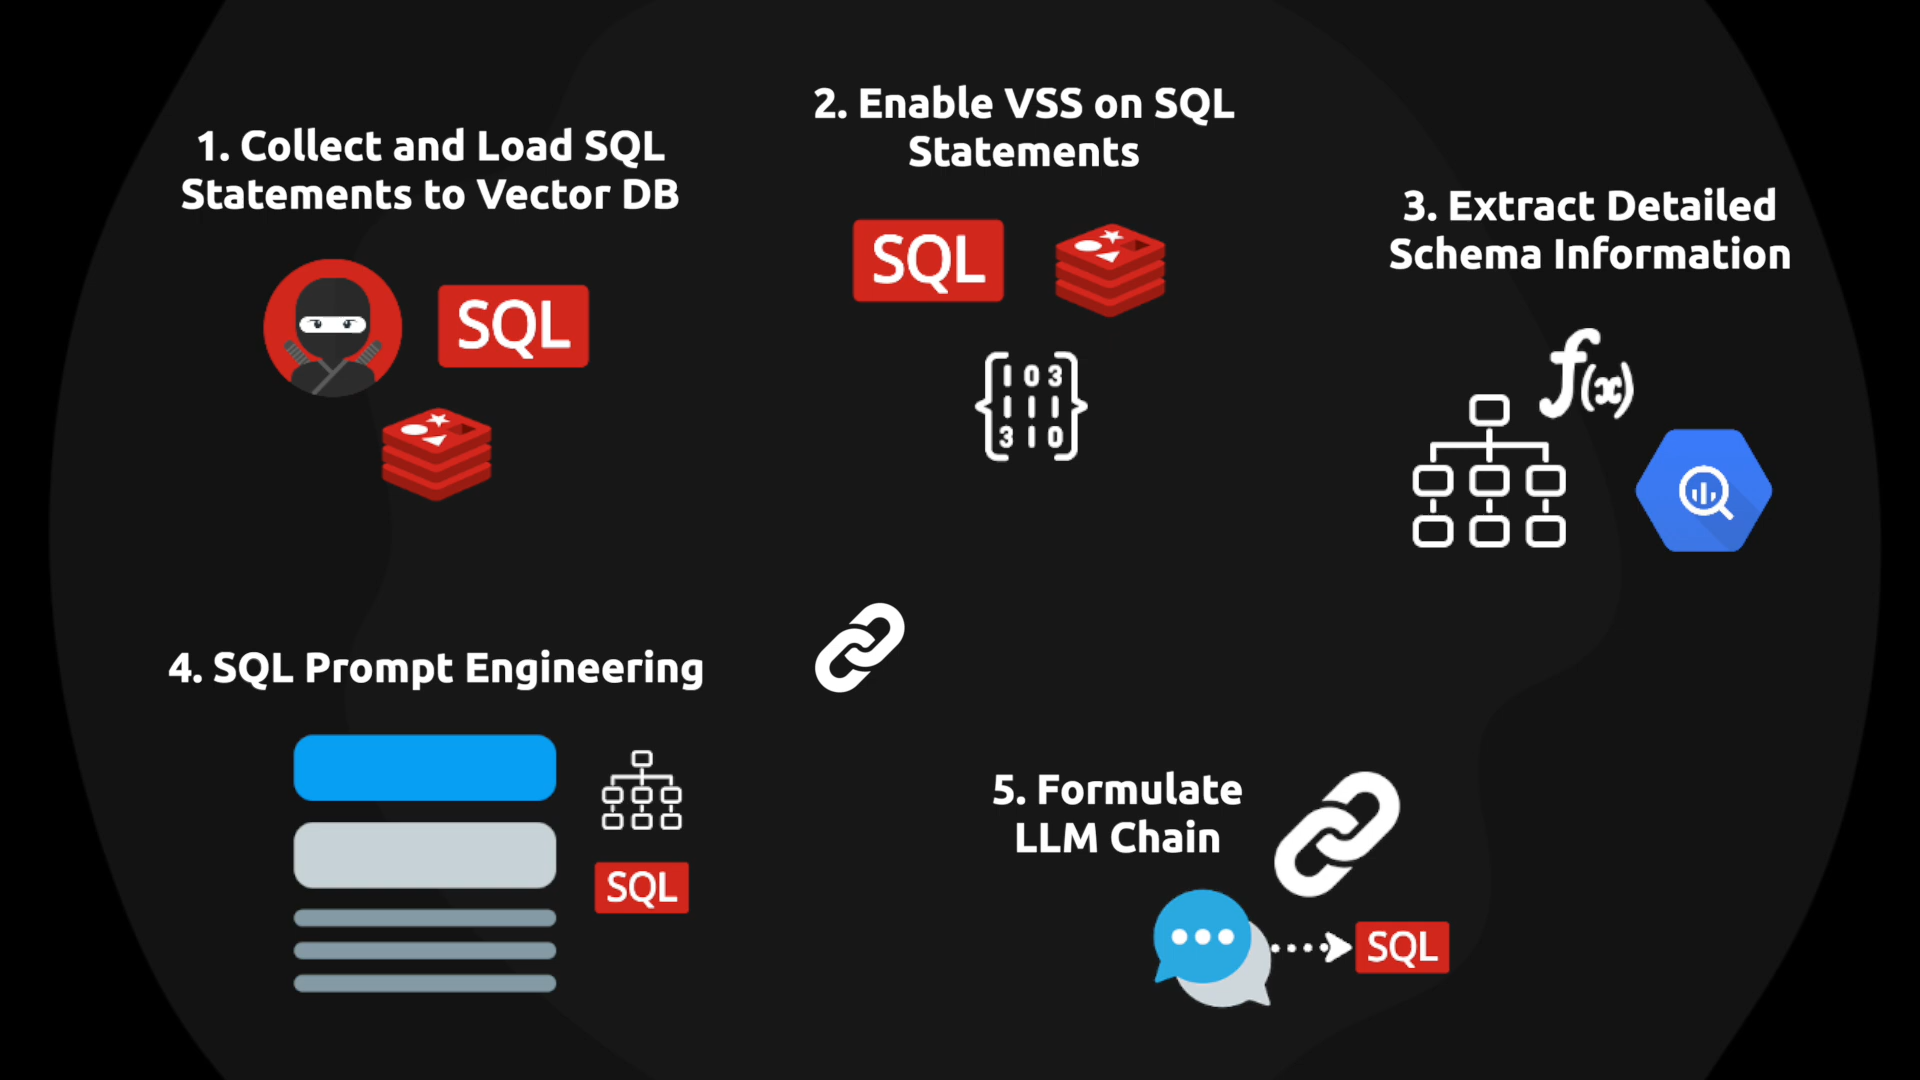 1. Collect and Load SQL
Statements to Vector DB
SQL
2. Enable VSS on SQL
Statements
SQL
1 0 3
1 1 1
3 1 0
3. Extract Detailed
Schema Information
f(x)
4. SQL Prompt Engineering
SQL
5. Formulate
LLM Chain
SQL